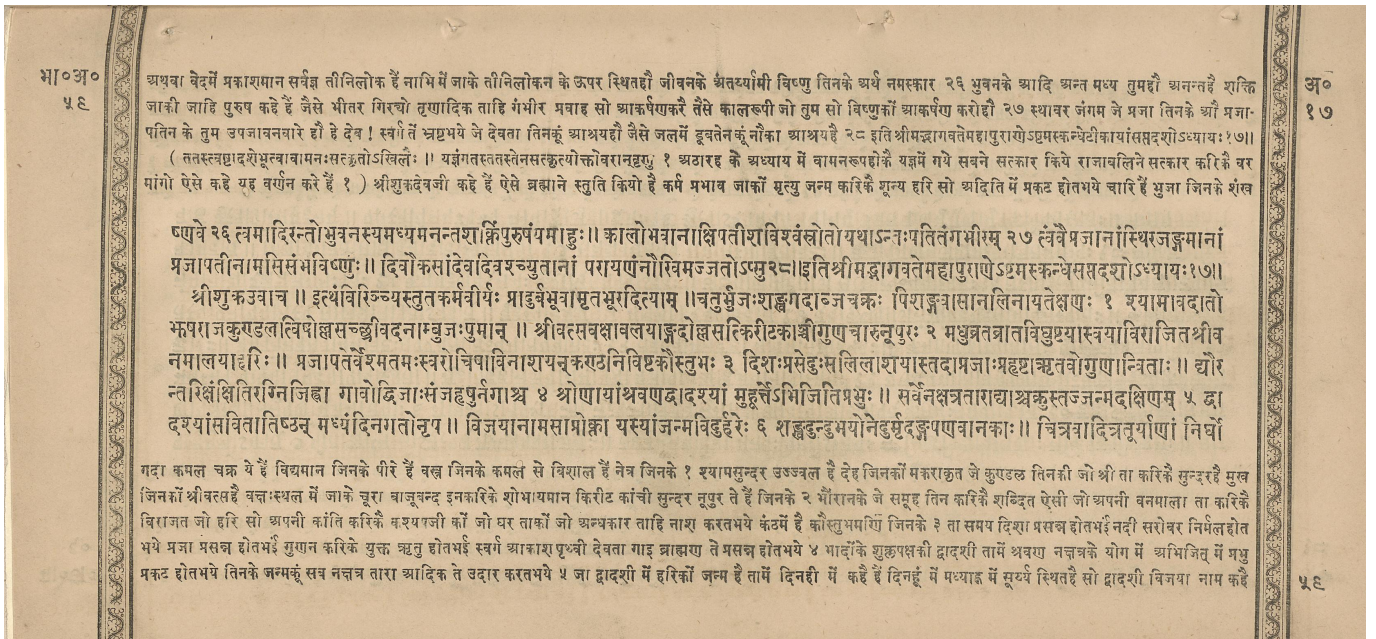 भा०अ०
५९
अ०
१७
अथवा वेदमें प्रकाशमान सर्वज्ञ तीनिलोक हैं नाभि में जाके तीनिलोकन के ऊपर स्थितहौ जीवनके अंतर्य्यामी विष्णु तिनके अर्थ नमस्कार २६ भुवनके आदि अन्त मध्य तुमहौ अनन्तहै शक्ति
जाकी जाहि पुरुष कहे हैं जैसे भीतर गिरचो तृणादिक ताहि गंभीर प्रवाह सो आकर्षणकरै तैसे कालरूपी जो तुम सो विष्णुकों आकर्षण करोहौ २७ स्थावर जंगम जे प्रजा तिनके औ प्रजा-
पतिन के तुम उपजावनवारे हौ हे देव ! स्वर्गतें भ्रष्टभये जे देवता तिनकूं आश्रयहौ जैसे जलमें डूबतेनकूं नौका आश्रयहै २८ इतिश्रीमद्भागवतेमहापुराणेऽष्टमस्कन्धेटीकायांसप्तदशोऽध्यायः१७॥
( ततस्त्वष्टादशेभूत्वावामनःसत्कृतोऽखिलैः ॥ यज्ञंगतस्ततस्तेनसत्कृत्योक्तोवरान्वृणु १ अठारह के अध्याय में वामनरूपहोकै यज्ञमें गये सबने सत्कार किये राजाबलिने सत्कार करिकै वर
मांगो ऐसे कहे यह वर्णन करे हैं १ ) श्रीशुकदेवजी कहे हैं ऐसे ब्रह्माने स्तुति कियो है कर्म प्रभाव जाकों मृत्यु जन्म करिकै शून्य हरि सो अदिति में प्रकट होतभये चारि हैं भुजा जिनके शंख
ष्णवे २६ त्वमादिरन्तोभुवनस्यमध्यमनन्तशक्तिंपुरुषंयमाहुः॥ कालोभवानाक्षिपतीशविश्वंस्रोतोयथाऽन्तःपतितंगभीरम् २७ त्वंवैप्रजानांस्थिरजङ्गमानां
प्रजापतीनामसिसंभविष्णुः॥ दिवौकसांदेवदिवश्च्युतानां परायणंनौरिवमज्जतोऽप्सु२८॥इतिश्रीमद्भागवतेमहापुराणेऽष्टमस्कन्धेसप्तदशोऽध्यायः१७॥
श्रीशुकउवाच ॥ इत्थंविरिञ्च्यस्तुतकर्मवीर्यः प्रादुर्बभूवामृतभूरदित्याम् ॥चतुर्भुजःशङ्खगदाब्जचक्रः पिशङ्गवासानलिनायतेक्षणः १ श्यामावदातो
झषराजकुण्डलत्विषोल्लसच्छ्रीवदनाम्बुजःपुमान् ॥ श्रीवत्सवक्षावलयाङ्गदोल्लसत्किरीटकाञ्चीगुणचारुनूपुरः २ मधुव्रतव्रातविघुष्टयास्वयाविराजितश्रीव
नमालयाहरिः॥ प्रजापतेर्वेश्मतमःस्वरोचिषाविनाशयन्कण्ठनिविष्टकौस्तुभः ३ दिशःप्रसेदुःसलिलाशयास्तदाप्रजाःप्रहृष्टाऋतवोगुणान्विताः॥ द्यौर
न्तरिक्षंक्षितिरग्निजिह्वा गावोद्विजाःसंजहृषुर्नगाश्च ४ श्रोणायांश्रवणद्वादश्यां मुहूर्त्तेऽभिजितिप्रभुः॥ सर्वेनक्षत्रताराद्याश्चक्रुस्तज्जन्मदक्षिणम् ५ द्वा
दश्यांसवितातिष्ठन् मध्यंदिनगतोनृप॥ विजयानामसाप्रोक्ता यस्यांजन्मविदुर्हरेः ६ शङ्खदुन्दुभयोनेदुर्मृदङ्गपणवानकाः॥ चित्रवादित्रतूर्याणां निर्घो
गदा कमल चक्र ये हैं विद्यमान जिनके पीरे हैं वस्त्र जिनके कमल से विशाल हैं नेत्र जिनके १ श्यामसुन्दर उज्ज्वल है देह जिनकों मकराकृत जे कुण्डल तिनकी जो श्री ता करिकै सुन्दरहै मुख
जिनकों श्रीवत्सहै वक्षःस्थल में जाके चूरा बाजूबन्द इनकरिके शोभायमान किरीट कांची सुन्दर नूपुर ते हैं जिनके २ भौंरानके जे समूह तिन करिकै शब्दित ऐसी जो अपनी वनमाला ता करिकै
विराजत जो हरि सो अपनी कांति करिकै कश्यपजी कों जो घर ताकों जो अन्धकार ताहि नाश करतभये कंठमें है कौस्तुभमणि जिनके ३ ता समय दिशा प्रसन्न होतभई नदी सरोवर निर्मलहोत
भये प्रजा प्रसन्न होतभई गुणन करिके युक्त ऋतु होतभई स्वर्ग आकाश पृथ्वी देवता गाइ ब्राह्मण ते प्रसन्न होतभये ४ भादोंके शुक्लपक्षकी द्वादशी तामें श्रवण नक्षत्रके योग में अभिजित् में प्रभु
प्रकट होतभये तिनके जन्मकूं सब नक्षत्र तारा आदिक ते उदार करतभये ५ जा द्वादशी में हरिकों जन्म है तामें दिनही में कहै हैं दिनहूं में मध्याह्न में सूर्य्य स्थितहै सो द्वादशी विजया नाम कहै
५९